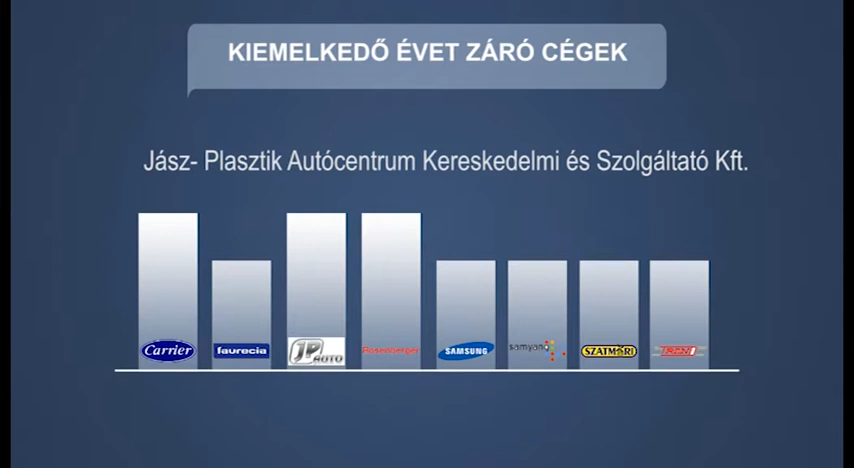 KIEMELKEDŐ ÉVET ZÁRÓ CÉGEK
Jász- Plasztik Autócentrum Kereskedelmi és Szolgáltató Kft.
Carrier
faurecia
JP AUTO
Rosenberger
SAMSUNG
samyang
SZATMÁRI